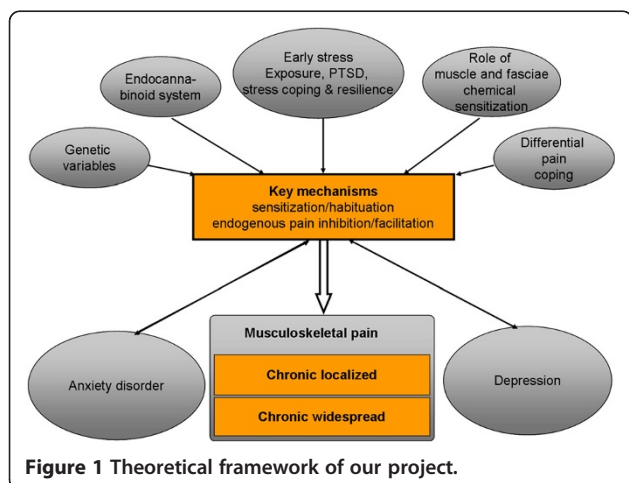 Early stress
Exposure, PTSD,
stress coping & resilience
Role of
muscle and fasciae
chemical
sensitization
Endocanna-
binoid system
Genetic
variables
Differential
pain
coping
Key mechanisms
sensitization/habituation
endogenous pain inhibition/facilitation
Musculoskeletal pain
Chronic localized
Chronic widespread
Anxiety disorder
Depression
Figure 1 Theoretical framework of our project.